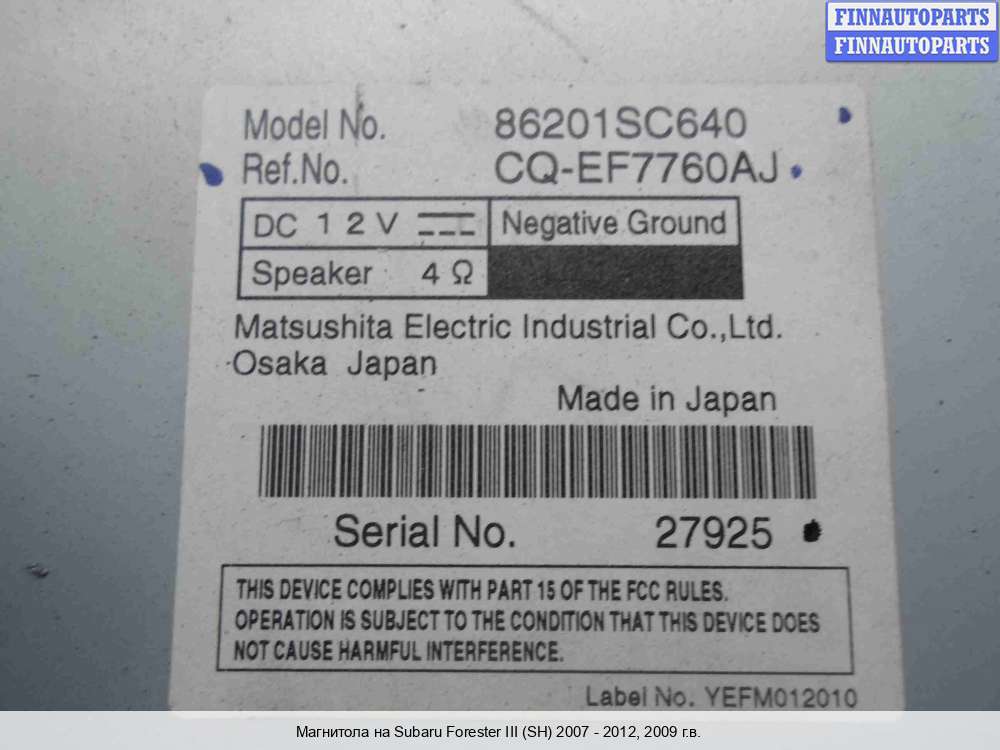 FINNAUTOPARTS
FINNAUTOPARTS
Model No. 86201SC640
Ref.No. CQ-EF7760AJ
DC 12V Negative Ground
Speaker 4Ω
Matsushita Electric Industrial Co.,Ltd.
Osaka Japan
Made in Japan
Serial No. 27925
THIS DEVICE COMPLIES WITH PART 15 OF THE FCC RULES.
OPERATION IS SUBJECT TO THE CONDITION THAT THIS DEVICE DOES
NOT CAUSE HARMFUL INTERFERENCE.
Label No. YEFM012010
Магнитола на Subaru Forester III (SH) 2007 - 2012, 2009 г.в.